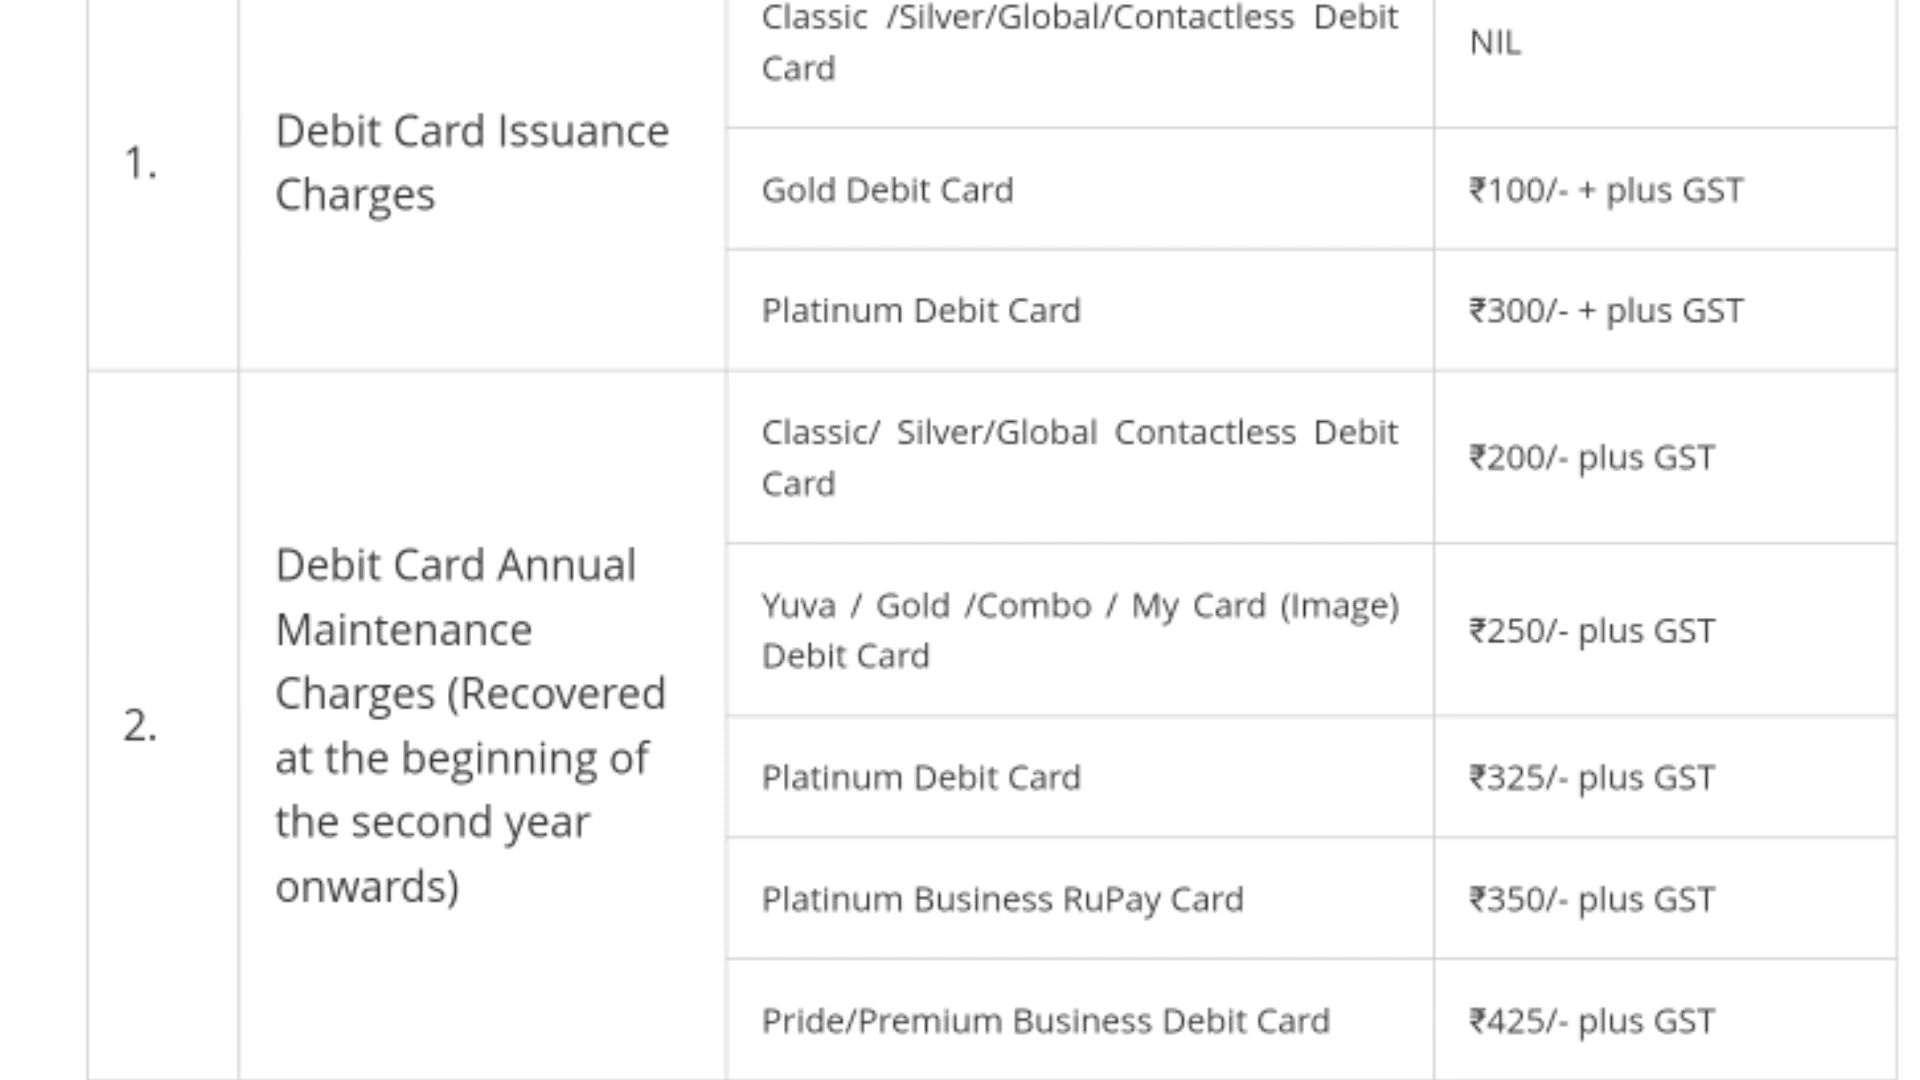 Classic /Silver/Global/Contactless Debit
Card
NIL
1.
Debit Card Issuance
Charges
Gold Debit Card
₹100/- + plus GST
Platinum Debit Card
₹300/- + plus GST
2.
Debit Card Annual
Maintenance
Charges (Recovered
at the beginning of
the second year
onwards)
Classic/ Silver/Global Contactless Debit
Card
₹200/- plus GST
Yuva / Gold /Combo / My Card (Image)
Debit Card
₹250/- plus GST
Platinum Debit Card
₹325/- plus GST
Platinum Business RuPay Card
₹350/- plus GST
Pride/Premium Business Debit Card
₹425/- plus GST